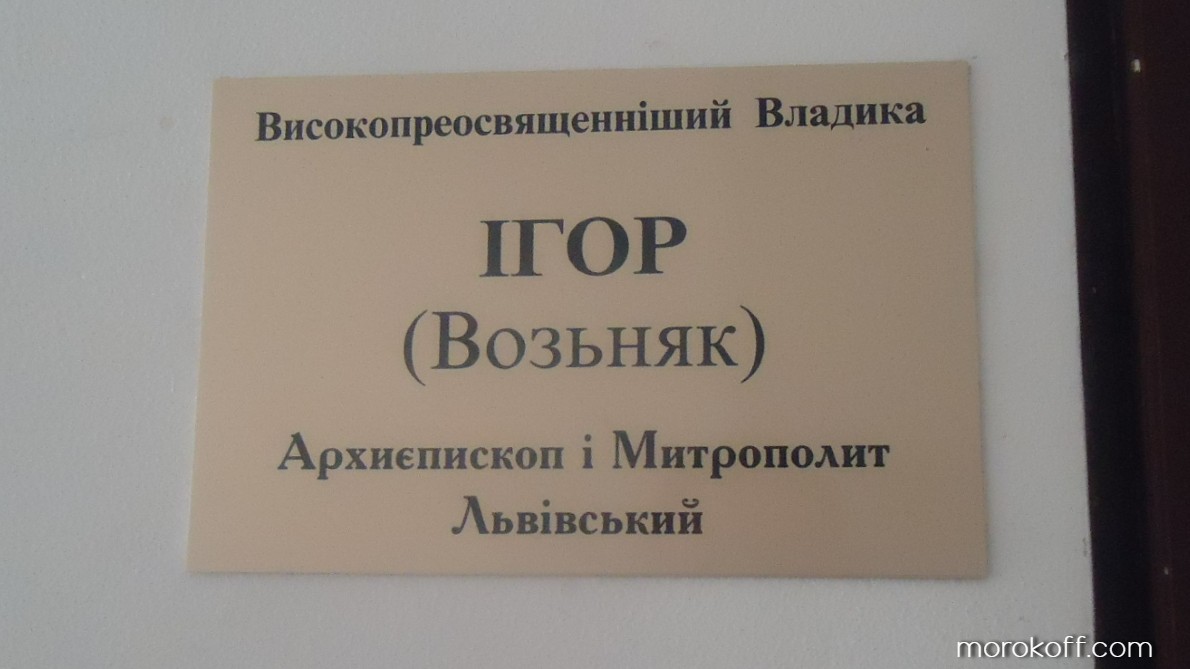 Високопреосвященніший Владика
ІГОР
(Возьняк)
Архиєпископ і Митрополит
Львівський
morokoff.com